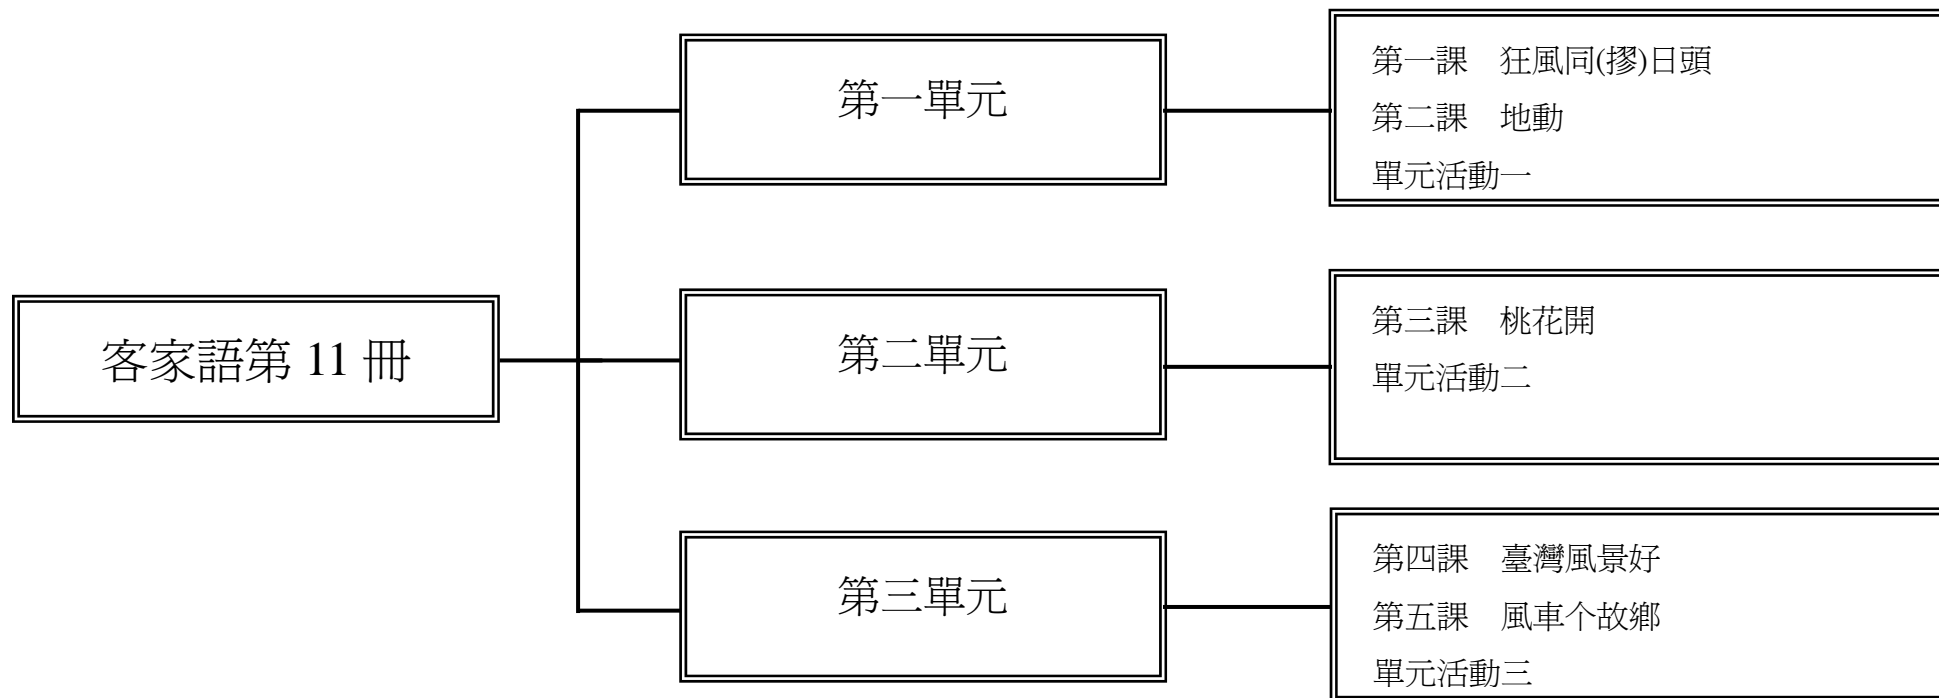 客家語第 11 冊
第一單元
第一課　狂風同(摎)日頭
第二課　地動
單元活動一
第二單元
第三課　桃花開
單元活動二
第三單元
第四課　臺灣風景好
第五課　風車个故鄉
單元活動三